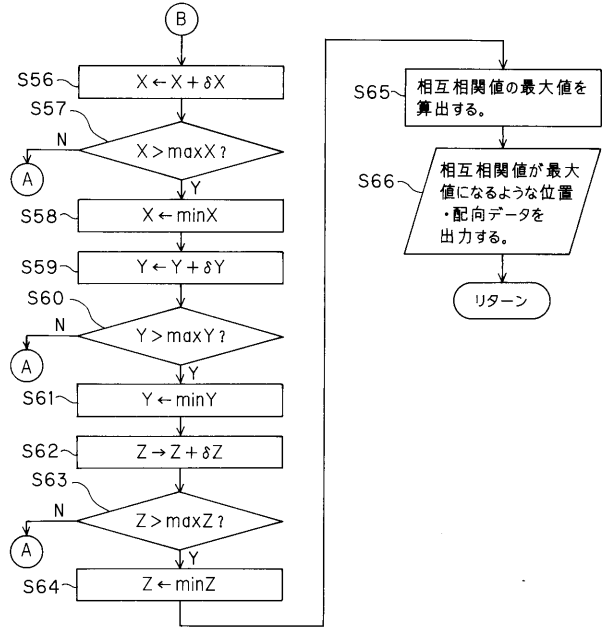 B
S56
X ← X + δX
S57
X > maxX ?
N
A
Y
S58
X ← minX
S59
Y ← Y + δY
S60
Y > maxY ?
N
A
Y
S61
Y ← minY
S62
Z → Z + δZ
S63
Z > maxZ ?
N
A
Y
S64
Z ← minZ
S65
相互相関値の最大値を
算出する。
S66
相互相関値が最大
値になるような位置
・配向データを
出力する。
リターン